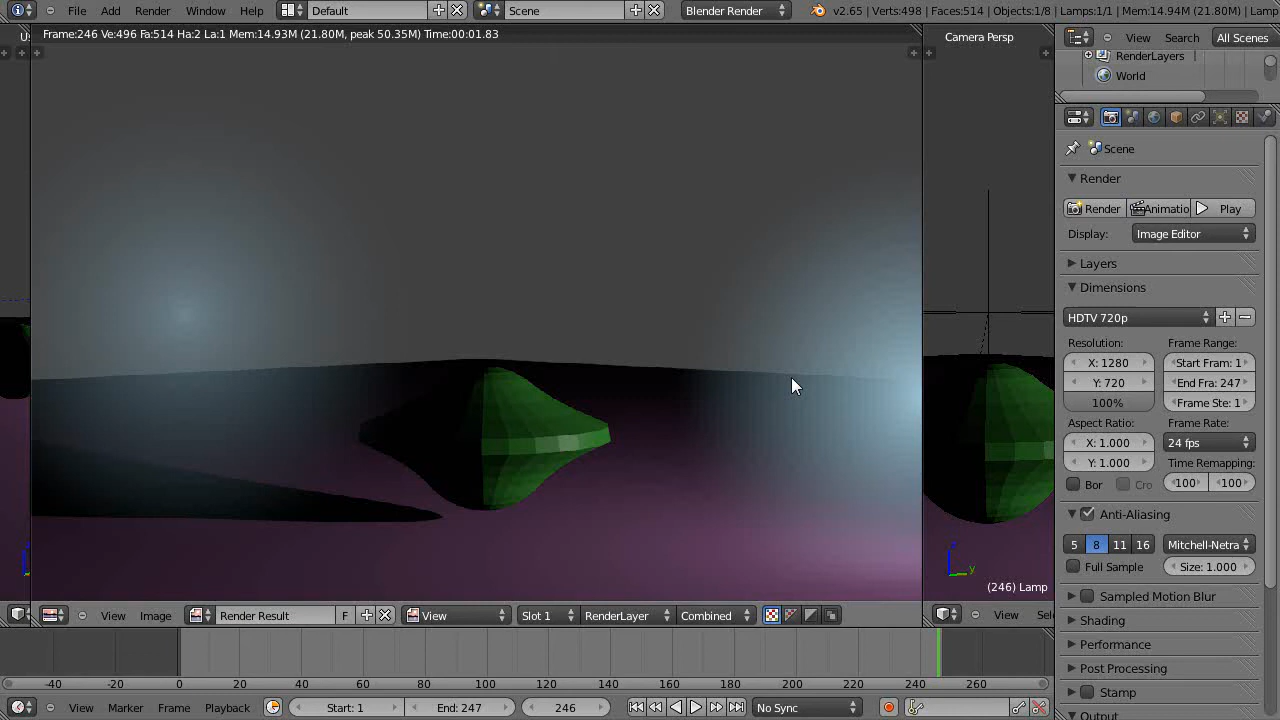 File Add Render Window Help Default Scene Blender Render v2.65 | Verts:498 | Faces:514 | Objects:1/8 | Lamps:1/1 | Mem:14.94M (21.80M) | Lamp
Frame:246 Ve:496 Fa:514 Ha:2 La:1 Mem:14.93M (21.80M, peak 50.35M) Time:00:01.83
Camera Persp
View Search All Scenes
RenderLayers
World
Scene
Render
Render Animatio Play
Display: Image Editor
Layers
Dimensions
HDTV 720p
Resolution: Frame Range:
X: 1280 Start Fram: 1
Y: 720 End Fra: 247
100% Frame Ste: 1
Aspect Ratio: Frame Rate:
X: 1.000 24 fps
Y: 1.000 Time Remapping:
Bor Cro 100 100
Anti-Aliasing
5 8 11 16 Mitchell-Netra
Full Sample Size: 1.000
(246) Lamp
Sampled Motion Blur
View Image Render Result F View Slot 1 RenderLayer Combined View Sel
Shading
Performance
Post Processing
Stamp
Output
-40 -20 0 20 40 60 80 100 120 140 160 180 200 220 240 260
View Marker Frame Playback Start: 1 End: 247 246 No Sync